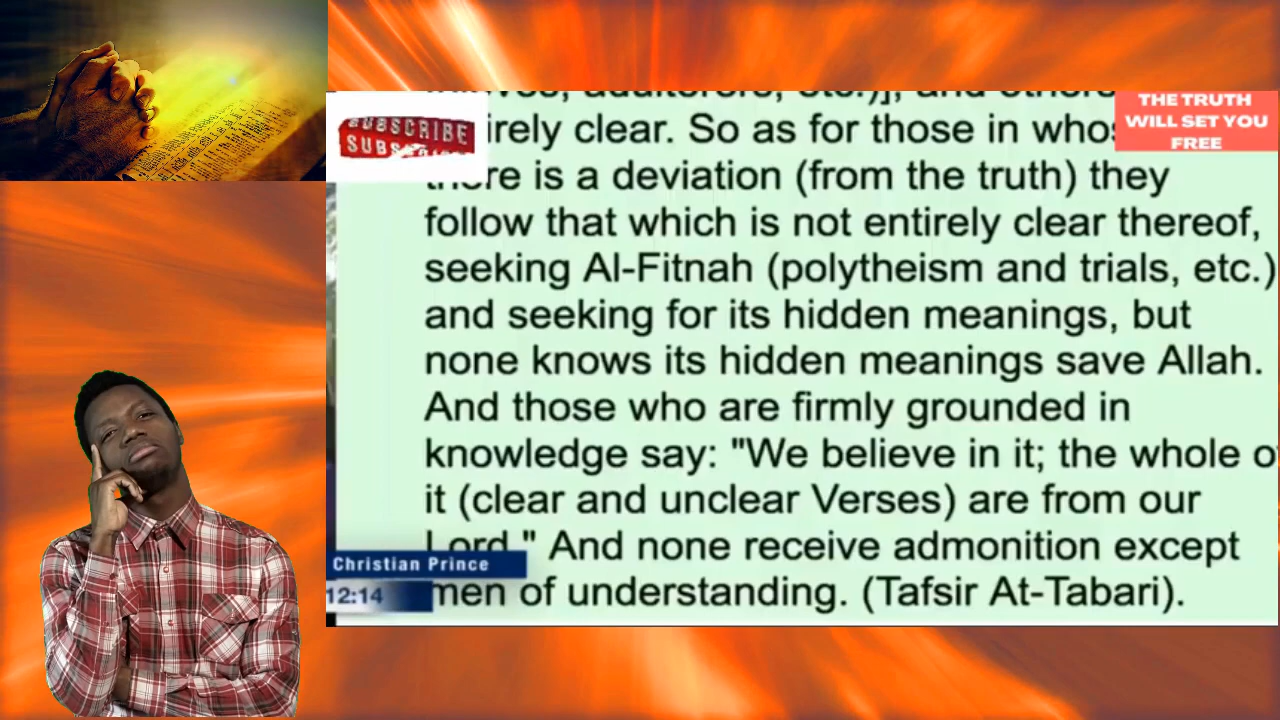 SUBSCRIBE
THE TRUTH
WILL SET YOU
FREE
clear. So as for those in
there is a deviation (from the truth) they
follow that which is not entirely clear thereof,
seeking Al-Fitnah (polytheism and trials, etc.)
and seeking for its hidden meanings, but
none knows its hidden meanings save Allah.
And those who are firmly grounded in
knowledge say: "We believe in it; the whole
it (clear and unclear Verses) are from our
Lord." And none receive admonition except
men of understanding. (Tafsir At-Tabari).
Christian Prince
12:14